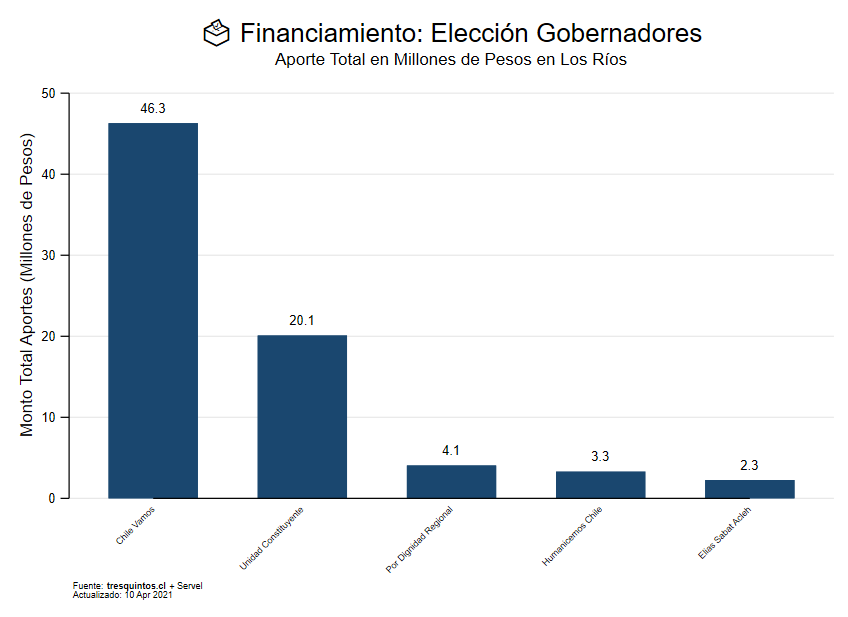 Financiamiento: Elección Gobernadores
Aporte Total en Millones de Pesos en Los Ríos
Monto Total Aportes (Millones de Pesos)
50
40
30
20
10
0
46.3
20.1
4.1
3.3
2.3
Chile Vamos
Unidad Constituyente
Por Dignidad Regional
Humanicemos Chile
Elias Sabat Acleh
Fuente: tresquintos.cl + Servel
Actualizado: 10 Apr 2021